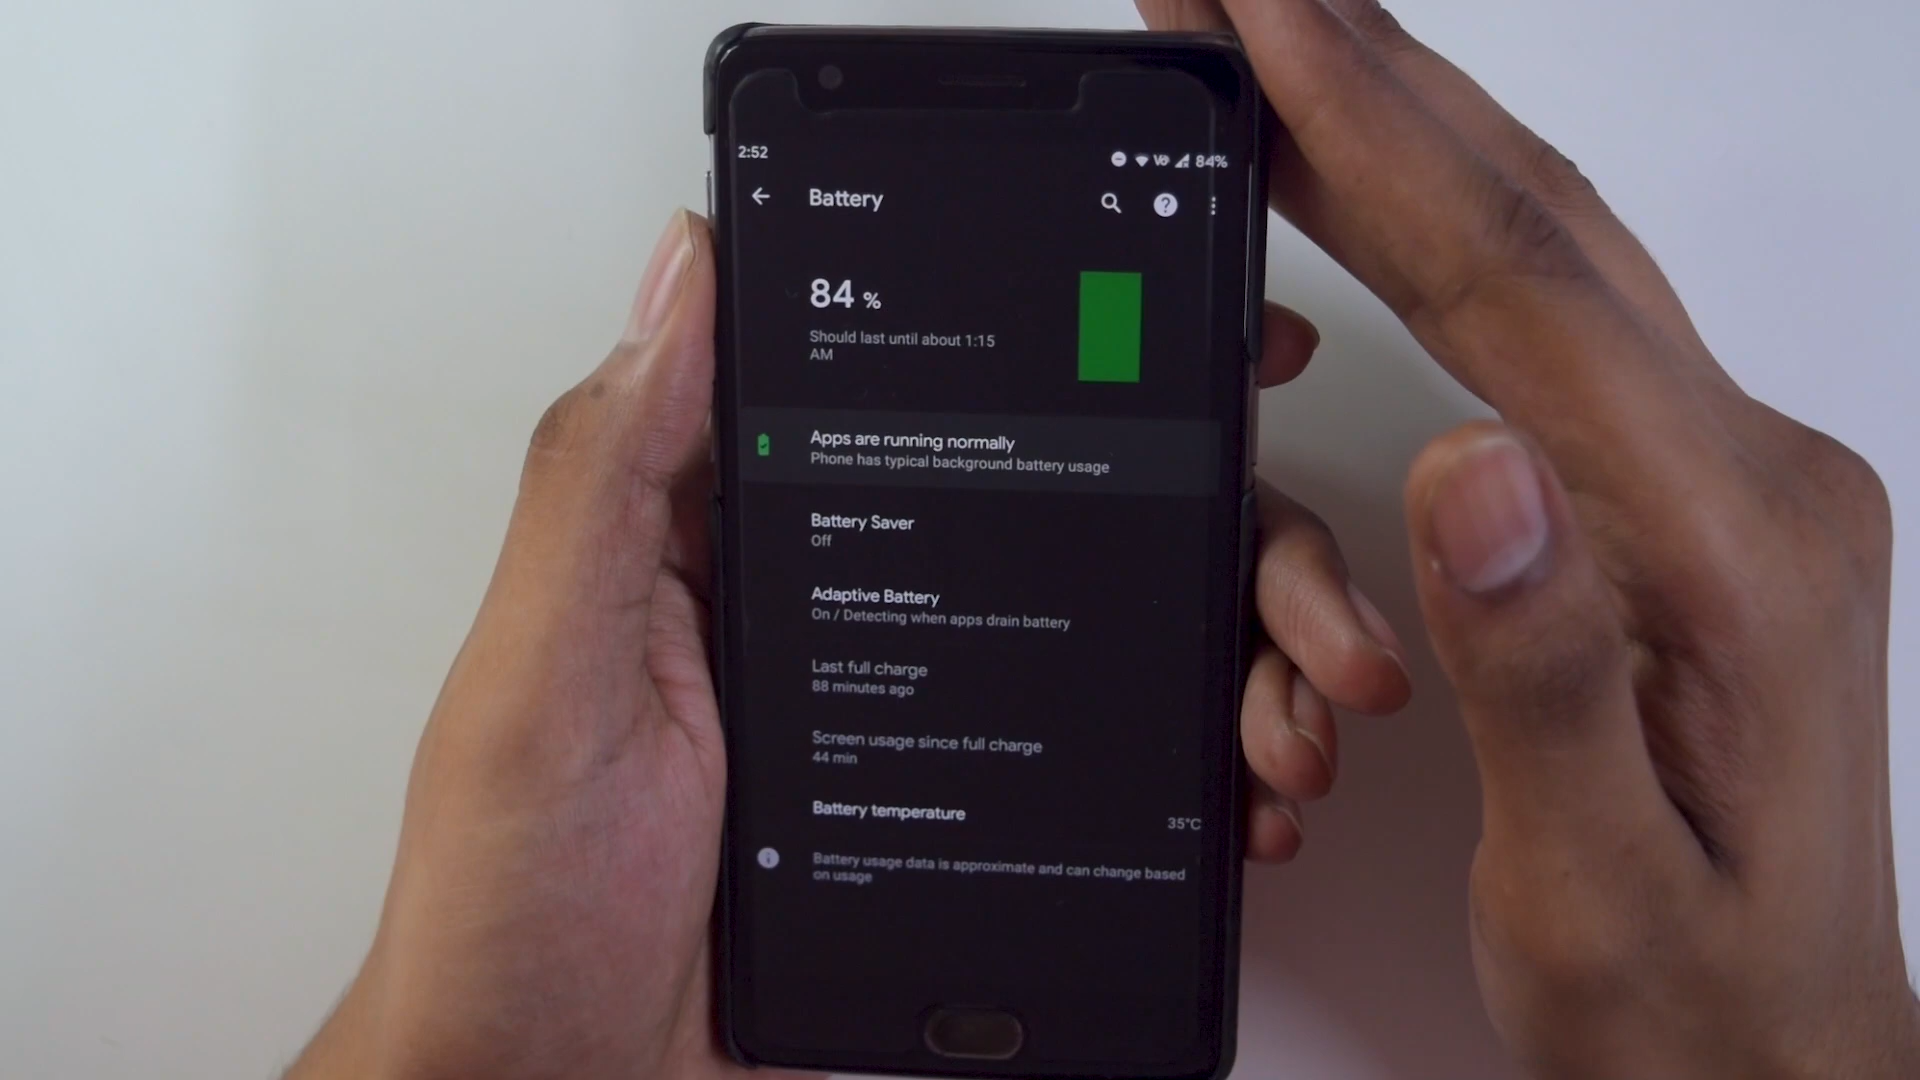 2:52
84%
Battery
84 %
Should last until about 1:15
AM
Apps are running normally
Phone has typical background battery usage
Battery Saver
Off
Adaptive Battery
On / Detecting when apps drain battery
Last full charge
88 minutes ago
Screen usage since full charge
44 min
Battery temperature
35°C
Battery usage data is approximate and can change based
on usage